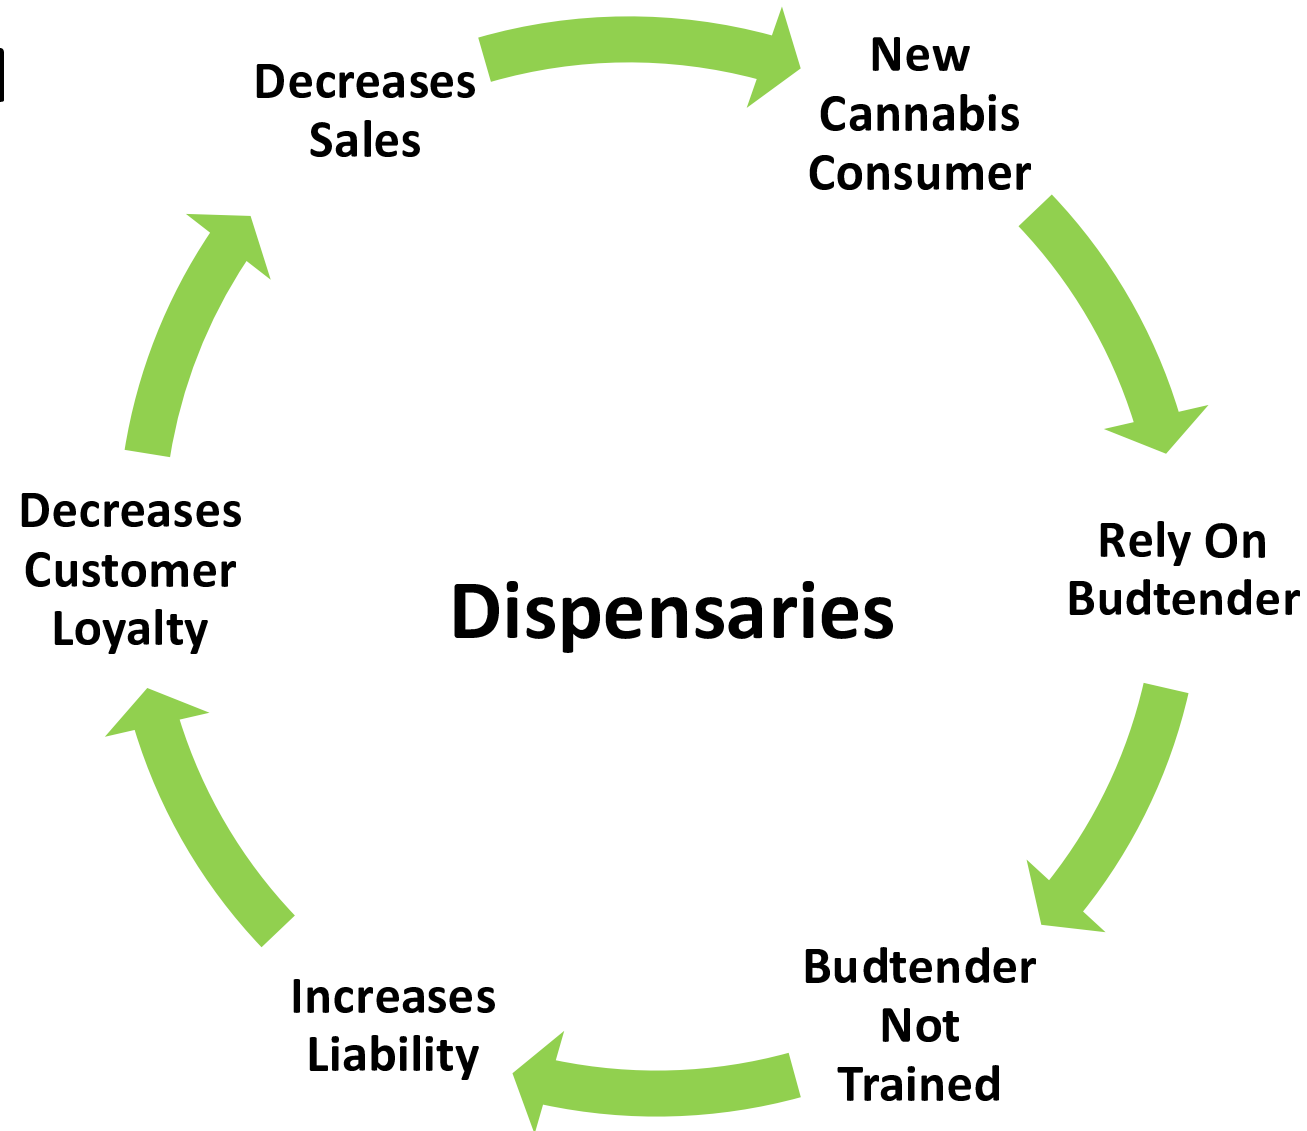 Decreases
Sales
New
Cannabis
Consumer
Rely On
Budtender
Budtender
Not
Trained
Increases
Liability
Decreases
Customer
Loyalty
Dispensaries